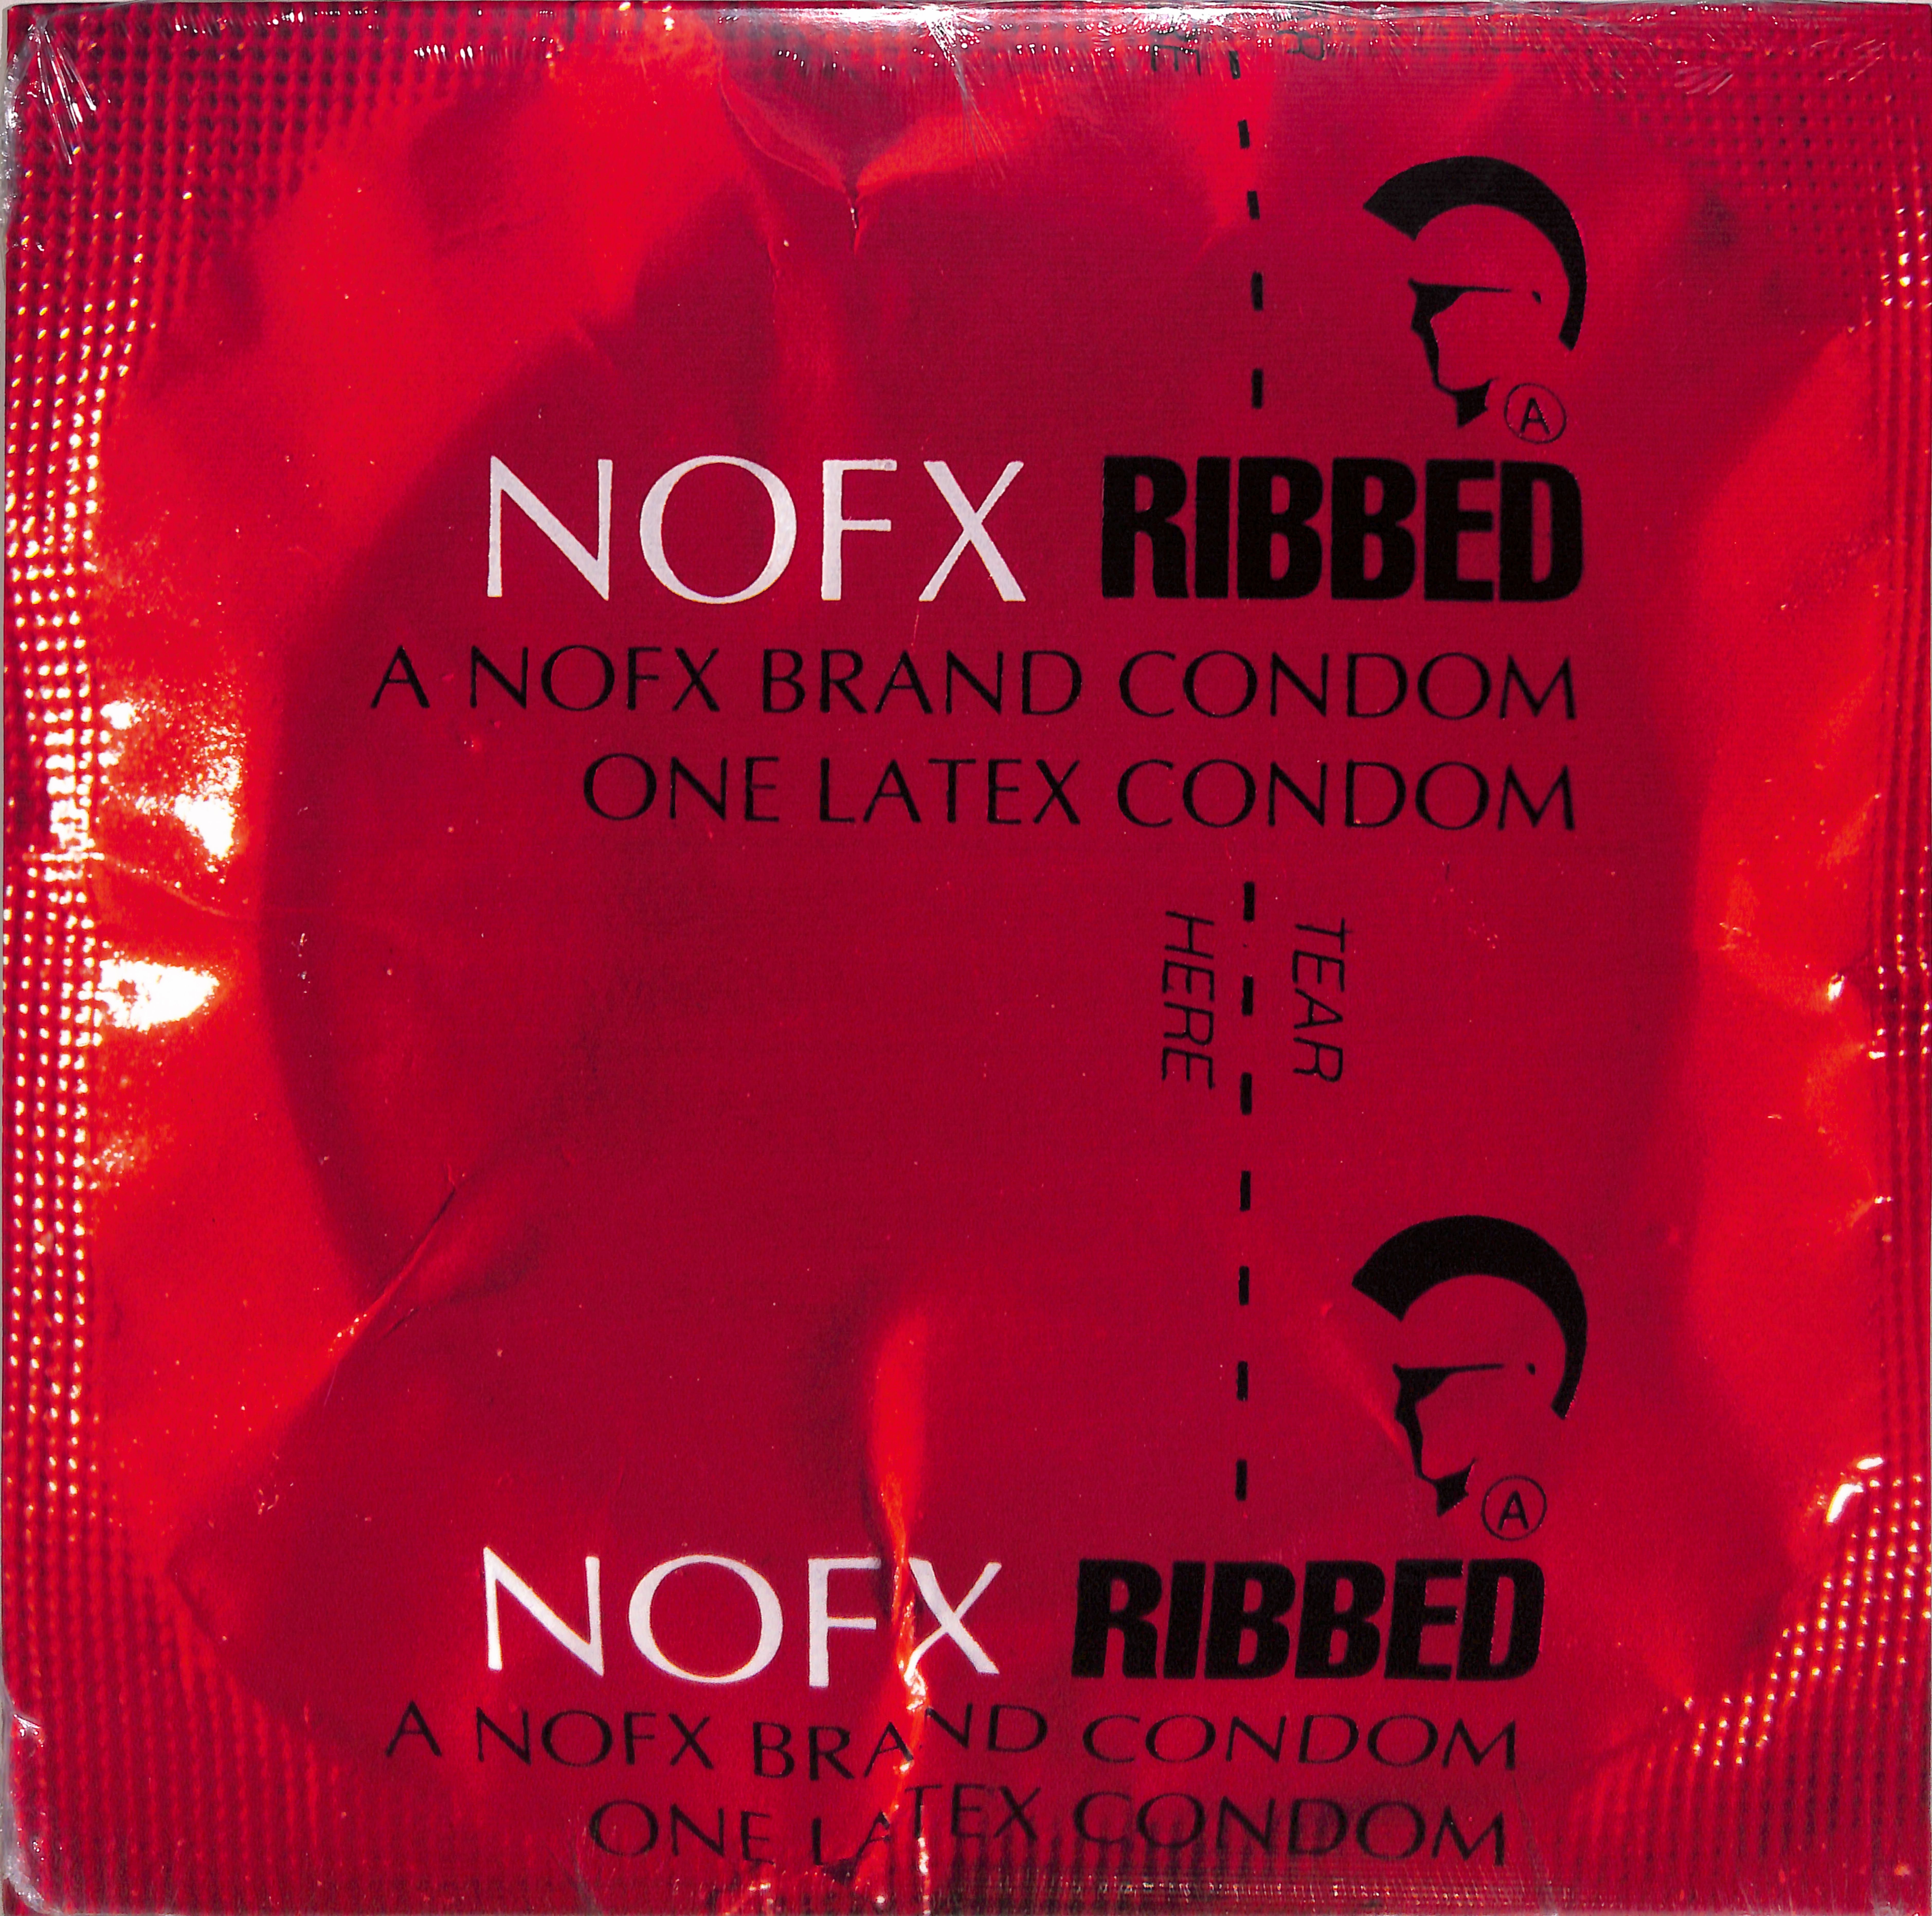 A
NOFX RIBBED
A NOFX BRAND CONDOM
ONE LATEX CONDOM
TEAR
HERE
A
NOFX RIBBED
A NOFX BRAND CONDOM
ONE LATEX CONDOM